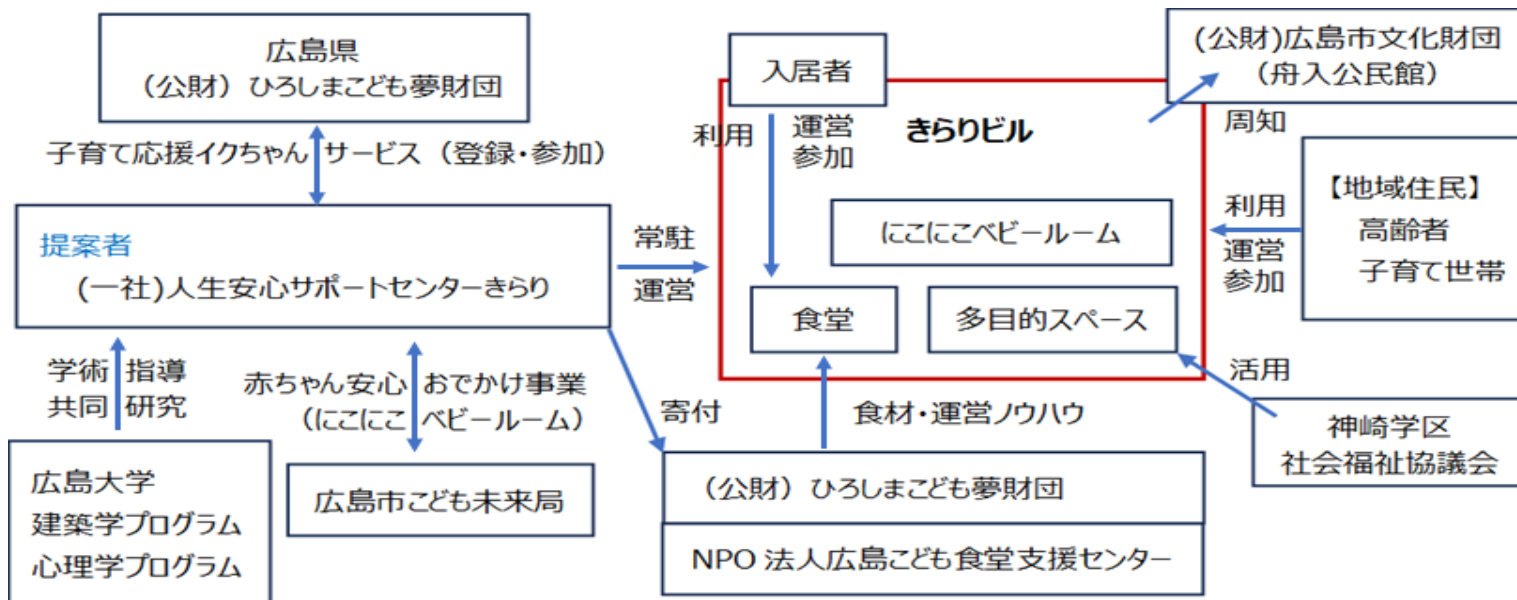 広島県
（公財）ひろしまこども夢財団
子育て応援イクちゃんサービス（登録・参加）
提案者
(一社)人生安心サポートセンターきらり
学術指導
共同研究
広島大学
建築学プログラム
心理学プログラム
赤ちゃん安心おでかけ事業
（にこにこベビールーム）
広島市こども未来局
常駐
運営
寄付
入居者
利用
運営
参加
きらりビル
にこにこベビールーム
食堂
多目的スペース
食材・運営ノウハウ
（公財）ひろしまこども夢財団
NPO 法人広島こども食堂支援センター
(公財)広島市文化財団
（舟入公民館）
周知
【地域住民】
高齢者
子育て世帯
利用
運営
参加
活用
神崎学区
社会福祉協議会